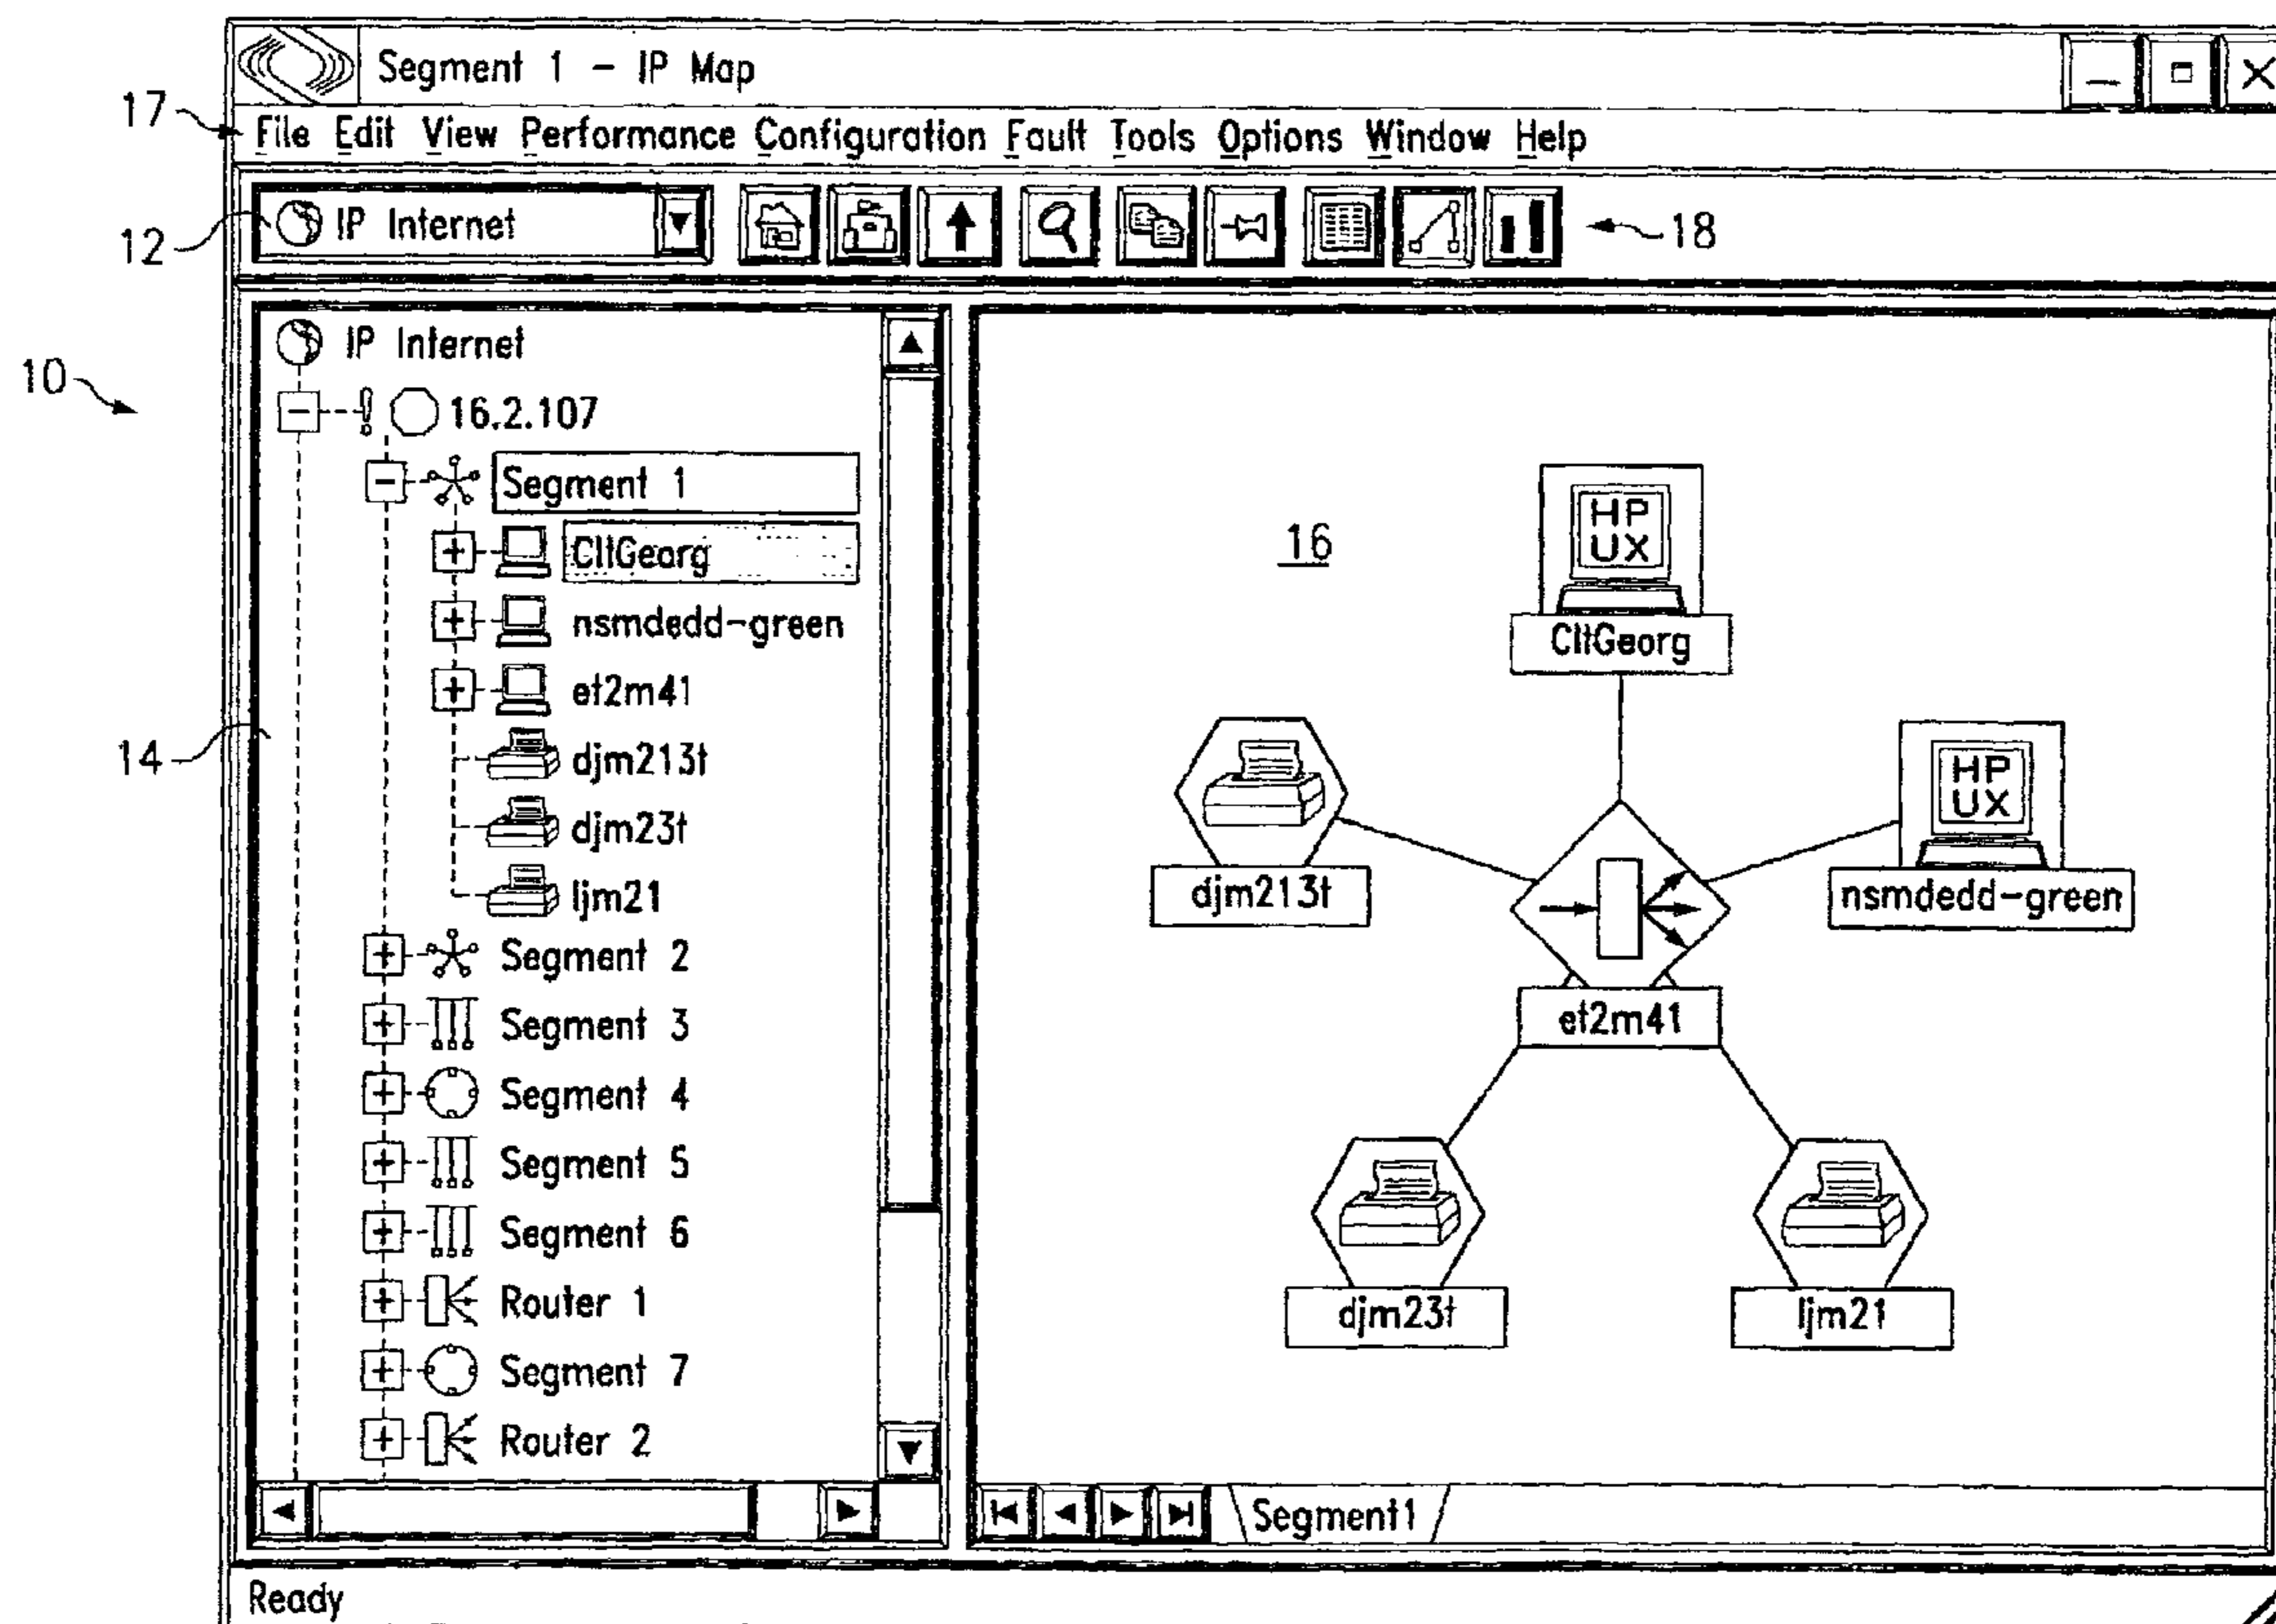 Segment 1 - IP Map
17
File Edit View Performance Configuration Fault Tools Options Window Help
12
IP Internet
18
10
IP Internet
16.2.107
Segment 1
CltGeorg
nsmdedd-green
et2m41
14
djm213t
djm23t
ljm21
Segment 2
Segment 3
Segment 4
Segment 5
Segment 6
Router 1
Segment 7
Router 2
16
HP
UX
CltGeorg
djm213t
HP
UX
nsmdedd-green
et2m41
djm23t
ljm21
Segment1
Ready